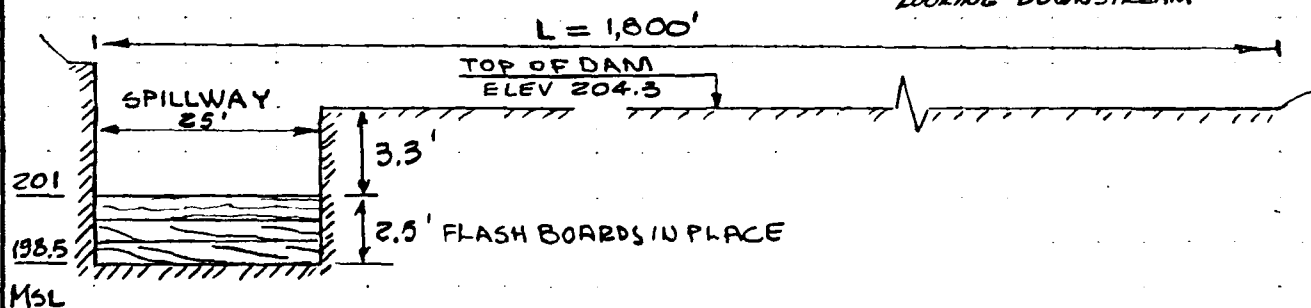 LOOKING DOWNSTREAM
L = 1,800'
TOP OF DAM
ELEV 204.3
SPILLWAY.
25'
3.3'
201
2.5' FLASH BOARDS IN PLACE
198.5
MSL